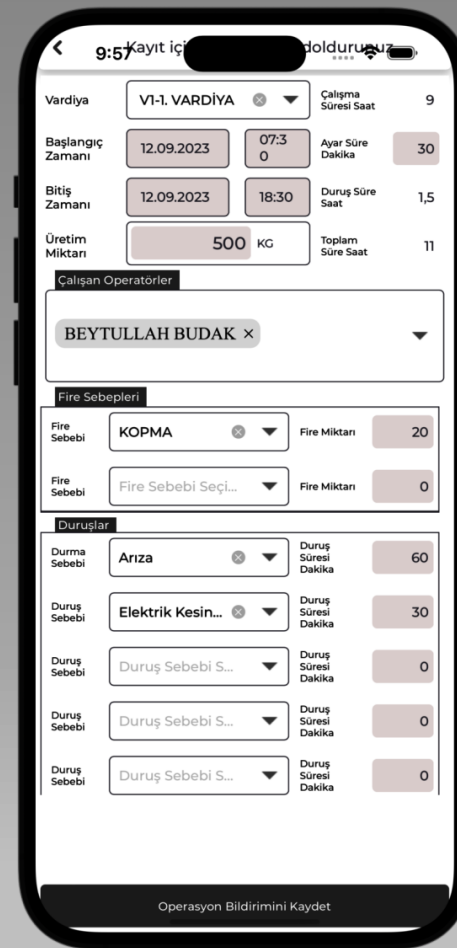 9:57
Kayıt içi doldurunuz
Vardiya V1-1. VARDİYA Çalışma
Süresi Saat 9
Başlangıç
Zamanı 12.09.2023 07:3
0 Ayar Süre
Dakika 30
Bitiş
Zamanı 12.09.2023 18:30 Duruş Süre
Saat 1,5
Üretim
Miktarı 500 KG Toplam
Süre Saat 11
Çalışan Operatörler
BEYTULLAH BUDAK ×
Fire Sebepleri
Fire
Sebebi KOPMA Fire Miktarı 20
Fire
Sebebi Fire Sebebi Seçi... Fire Miktarı 0
Duruşlar
Durma
Sebebi Arıza Duruş
Süresi
Dakika 60
Duruş
Sebebi Elektrik Kesin... Duruş
Süresi
Dakika 30
Duruş
Sebebi Duruş Sebebi S... Duruş
Süresi
Dakika 0
Duruş
Sebebi Duruş Sebebi S... Duruş
Süresi
Dakika 0
Duruş
Sebebi Duruş Sebebi S... Duruş
Süresi
Dakika 0
Operasyon Bildirimini Kaydet